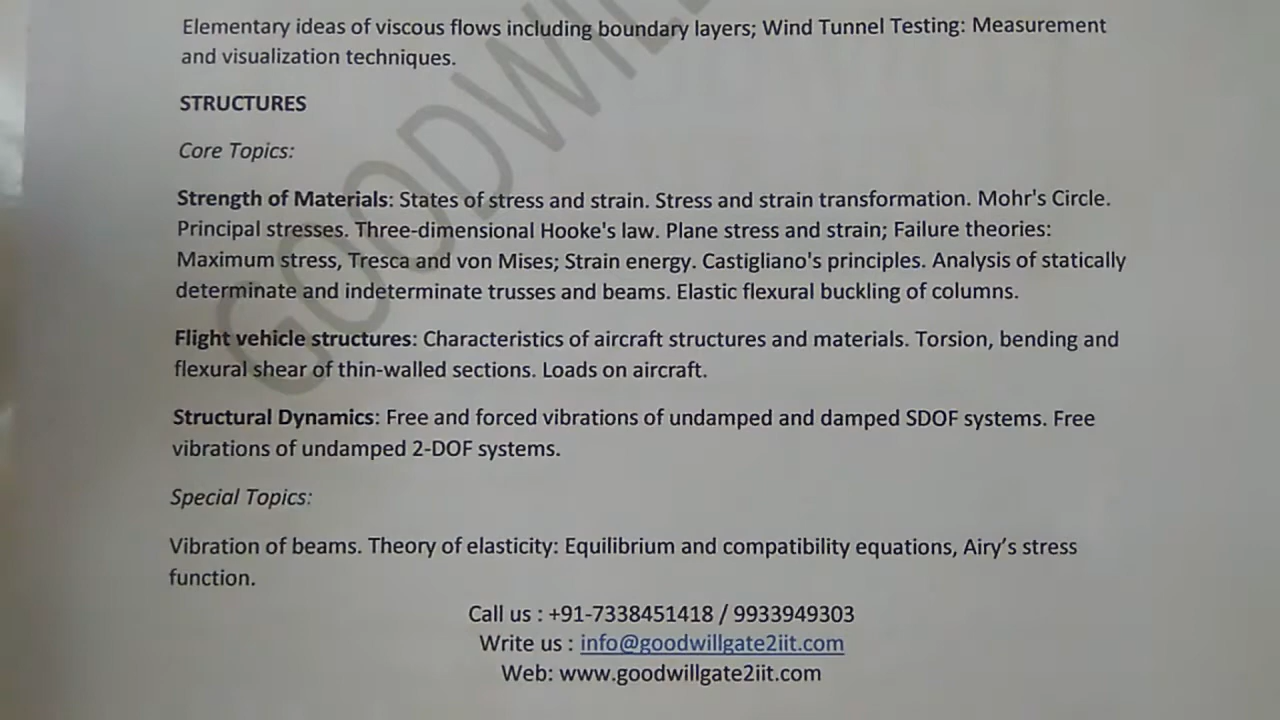 Elementary ideas of viscous flows including boundary layers; Wind Tunnel Testing: Measurement
and visualization techniques.
STRUCTURES
Core Topics:
Strength of Materials: States of stress and strain. Stress and strain transformation. Mohr's Circle.
Principal stresses. Three-dimensional Hooke's law. Plane stress and strain; Failure theories:
Maximum stress, Tresca and von Mises; Strain energy. Castigliano's principles. Analysis of statically
determinate and indeterminate trusses and beams. Elastic flexural buckling of columns.
Flight vehicle structures: Characteristics of aircraft structures and materials. Torsion, bending and
flexural shear of thin-walled sections. Loads on aircraft.
Structural Dynamics: Free and forced vibrations of undamped and damped SDOF systems. Free
vibrations of undamped 2-DOF systems.
Special Topics:
Vibration of beams. Theory of elasticity: Equilibrium and compatibility equations, Airy’s stress
function.
Call us : +91-7338451418 / 9933949303
Write us : info@goodwillgate2iit.com
Web: www.goodwillgate2iit.com